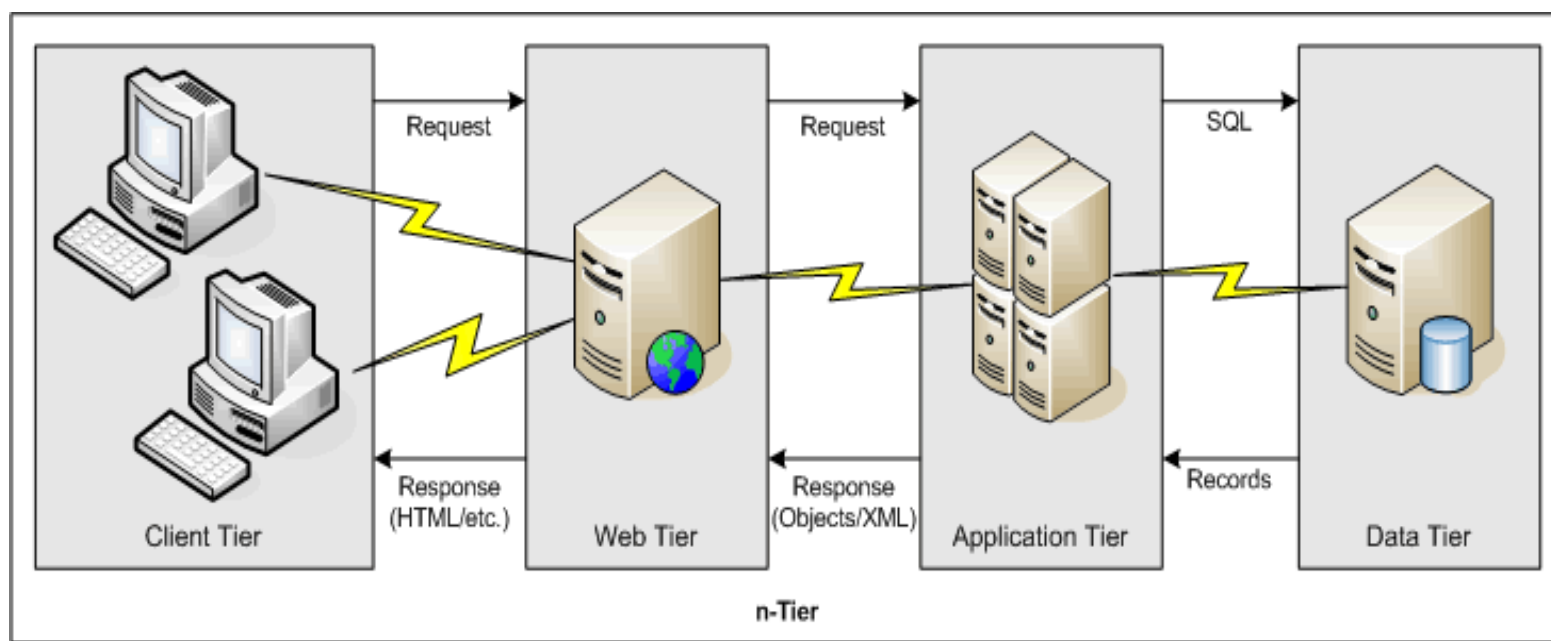 Request
Request
SQL
Response
(HTML/etc.)
Response
(Objects/XML)
Records
Client Tier
Web Tier
Application Tier
Data Tier
n-Tier